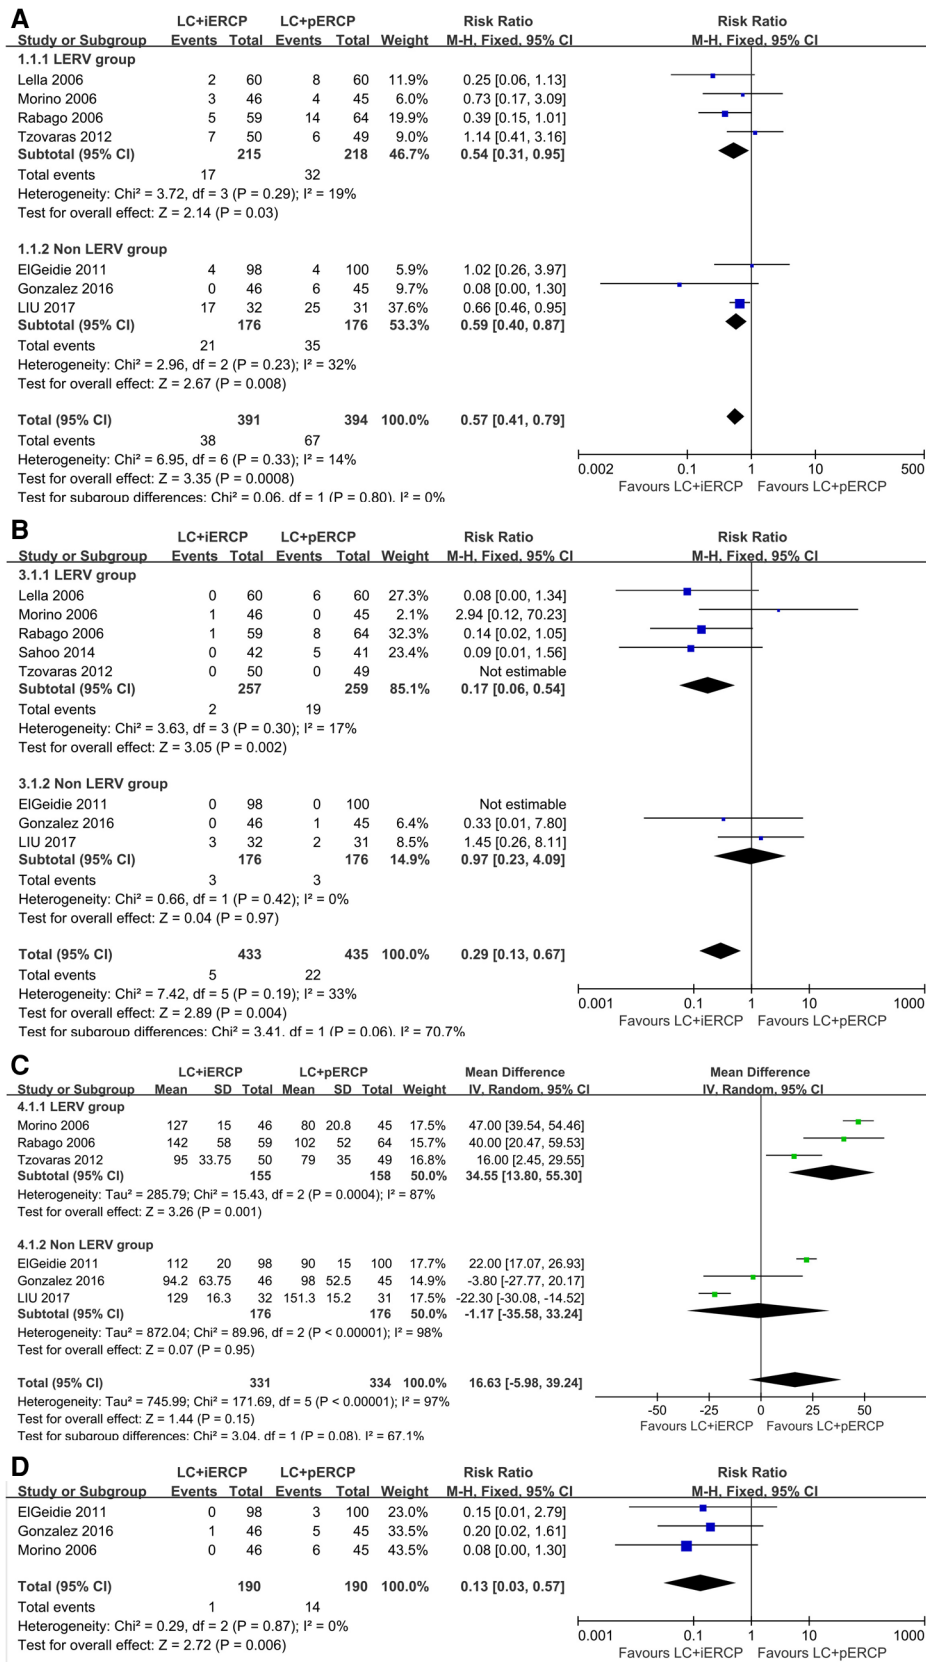 A
LC+iERCP LC+pERCP Risk Ratio Risk Ratio
Study or Subgroup Events Total Events Total Weight M-H, Fixed, 95% CI M-H, Fixed, 95% CI
1.1.1 LERV group
Lella 2006 2 60 8 60 11.9% 0.25 [0.06, 1.13]
Morino 2006 3 46 4 45 6.0% 0.73 [0.17, 3.09]
Rabago 2006 5 59 14 64 19.9% 0.39 [0.15, 1.01]
Tzovaras 2012 7 50 6 49 9.0% 1.14 [0.41, 3.16]
Subtotal (95% CI) 215 218 46.7% 0.54 [0.31, 0.95]
Total events 17 32
Heterogeneity: Chi² = 3.72, df = 3 (P = 0.29); I² = 19%
Test for overall effect: Z = 2.14 (P = 0.03)
1.1.2 Non LERV group
ElGeidie 2011 4 98 4 100 5.9% 1.02 [0.26, 3.97]
Gonzalez 2016 0 46 6 45 9.7% 0.08 [0.00, 1.30]
LIU 2017 17 32 25 31 37.6% 0.66 [0.46, 0.95]
Subtotal (95% CI) 176 176 53.3% 0.59 [0.40, 0.87]
Total events 21 35
Heterogeneity: Chi² = 2.96, df = 2 (P = 0.23); I² = 32%
Test for overall effect: Z = 2.67 (P = 0.008)
Total (95% CI) 391 394 100.0% 0.57 [0.41, 0.79]
Total events 38 67
Heterogeneity: Chi² = 6.95, df = 6 (P = 0.33); I² = 14%
Test for overall effect: Z = 3.35 (P = 0.0008)
Test for subgroup differences: Chi² = 0.06, df = 1 (P = 0.80), I² = 0%
0.002 0.1 1 10 500
Favours LC+iERCP Favours LC+pERCP
B
LC+iERCP LC+pERCP Risk Ratio Risk Ratio
Study or Subgroup Events Total Events Total Weight M-H, Fixed, 95% CI M-H, Fixed, 95% CI
3.1.1 LERV group
Lella 2006 0 60 6 60 27.3% 0.08 [0.00, 1.34]
Morino 2006 1 46 0 45 2.1% 2.94 [0.12, 70.23]
Rabago 2006 1 59 8 64 32.3% 0.14 [0.02, 1.05]
Sahoo 2014 0 42 5 41 23.4% 0.09 [0.01, 1.56]
Tzovaras 2012 0 50 0 49 Not estimable
Subtotal (95% CI) 257 259 85.1% 0.17 [0.06, 0.54]
Total events 2 19
Heterogeneity: Chi² = 3.63, df = 3 (P = 0.30); I² = 17%
Test for overall effect: Z = 3.05 (P = 0.002)
3.1.2 Non LERV group
ElGeidie 2011 0 98 0 100 Not estimable
Gonzalez 2016 0 46 1 45 6.4% 0.33 [0.01, 7.80]
LIU 2017 3 32 2 31 8.5% 1.45 [0.26, 8.11]
Subtotal (95% CI) 176 176 14.9% 0.97 [0.23, 4.09]
Total events 3 3
Heterogeneity: Chi² = 0.66, df = 1 (P = 0.42); I² = 0%
Test for overall effect: Z = 0.04 (P = 0.97)
Total (95% CI) 433 435 100.0% 0.29 [0.13, 0.67]
Total events 5 22
Heterogeneity: Chi² = 7.42, df = 5 (P = 0.19); I² = 33%
Test for overall effect: Z = 2.89 (P = 0.004)
Test for subgroup differences: Chi² = 3.41, df = 1 (P = 0.06), I² = 70.7%
0.001 0.1 1 10 1000
Favours LC+iERCP Favours LC+pERCP
C
LC+iERCP LC+pERCP Mean Difference Mean Difference
Study or Subgroup Mean SD Total Mean SD Total Weight IV, Random, 95% CI IV, Random, 95% CI
4.1.1 LERV group
Morino 2006 127 15 46 80 20.8 45 17.5% 47.00 [39.54, 54.46]
Rabago 2006 142 58 59 102 52 64 15.7% 40.00 [20.47, 59.53]
Tzovaras 2012 95 33.75 50 79 35 49 16.8% 16.00 [2.45, 29.55]
Subtotal (95% CI) 155 158 50.0% 34.55 [13.80, 55.30]
Heterogeneity: Tau² = 285.79; Chi² = 15.43, df = 2 (P = 0.0004); I² = 87%
Test for overall effect: Z = 3.26 (P = 0.001)
4.1.2 Non LERV group
ElGeidie 2011 112 20 98 90 15 100 17.7% 22.00 [17.07, 26.93]
Gonzalez 2016 94.2 63.75 46 98 52.5 45 14.9% -3.80 [-27.77, 20.17]
LIU 2017 129 16.3 32 151.3 15.2 31 17.5% -22.30 [-30.08, -14.52]
Subtotal (95% CI) 176 176 50.0% -1.17 [-35.58, 33.24]
Heterogeneity: Tau² = 872.04; Chi² = 89.96, df = 2 (P < 0.00001); I² = 98%
Test for overall effect: Z = 0.07 (P = 0.95)
Total (95% CI) 331 334 100.0% 16.63 [-5.98, 39.24]
Heterogeneity: Tau² = 745.99; Chi² = 171.69, df = 5 (P < 0.00001); I² = 97%
Test for overall effect: Z = 1.44 (P = 0.15)
Test for subgroup differences: Chi² = 3.04, df = 1 (P = 0.08), I² = 67.1%
-50 -25 0 25 50
Favours LC+iERCP Favours LC+pERCP
D
LC+iERCP LC+pERCP Risk Ratio Risk Ratio
Study or Subgroup Events Total Events Total Weight M-H, Fixed, 95% CI M-H, Fixed, 95% CI
ElGeidie 2011 0 98 3 100 23.0% 0.15 [0.01, 2.79]
Gonzalez 2016 1 46 5 45 33.5% 0.20 [0.02, 1.61]
Morino 2006 0 46 6 45 43.5% 0.08 [0.00, 1.30]
Total (95% CI) 190 190 100.0% 0.13 [0.03, 0.57]
Total events 1 14
Heterogeneity: Chi² = 0.29, df = 2 (P = 0.87); I² = 0%
Test for overall effect: Z = 2.72 (P = 0.006)
0.001 0.1 1 10 1000
Favours LC+iERCP Favours LC+pERCP